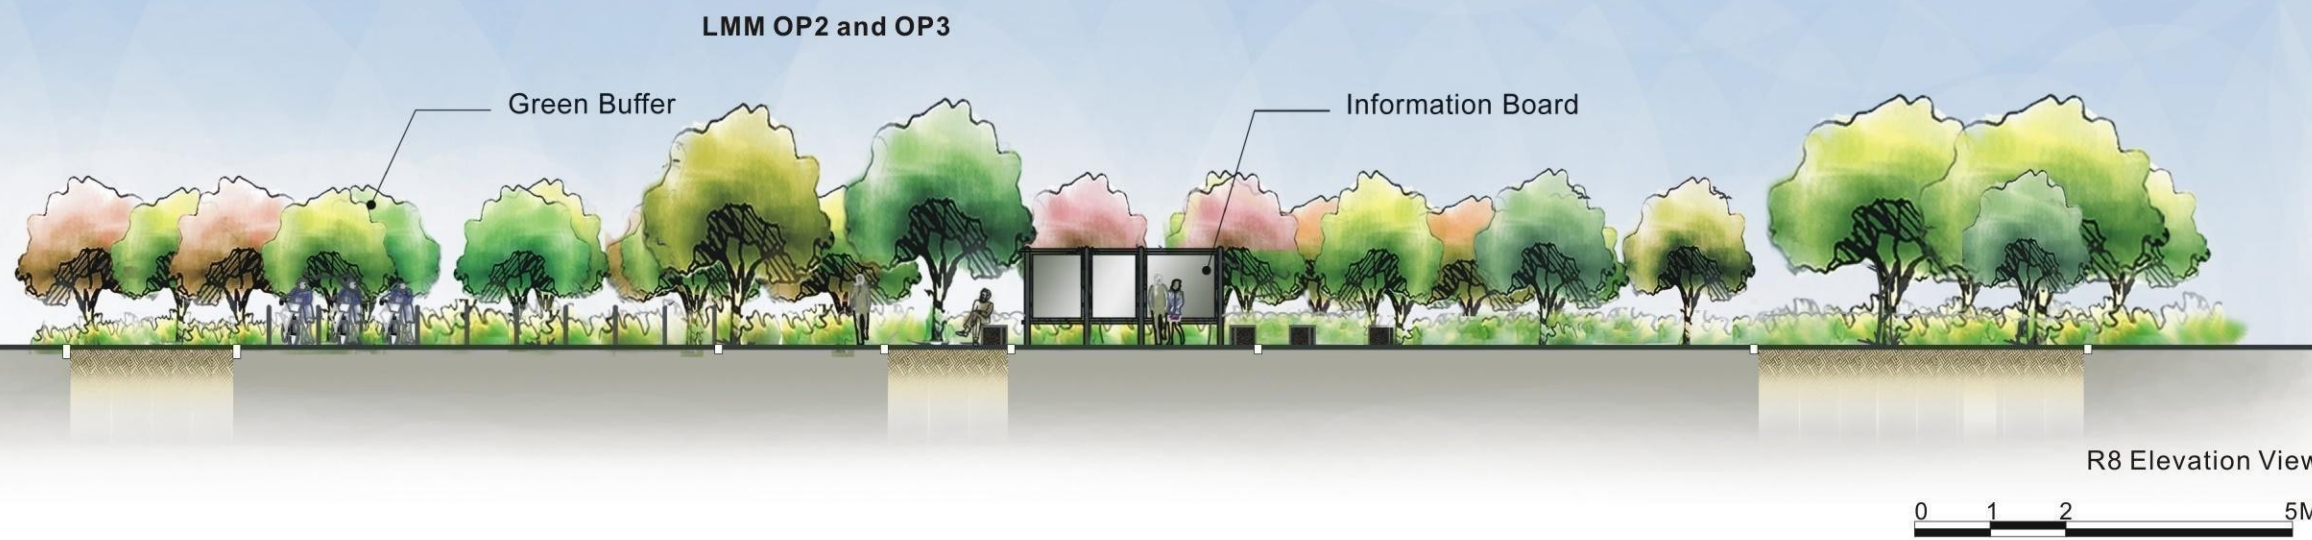 LMM OP2 and OP3
Green Buffer
Information Board
R8 Elevation View
0 1 2 5M